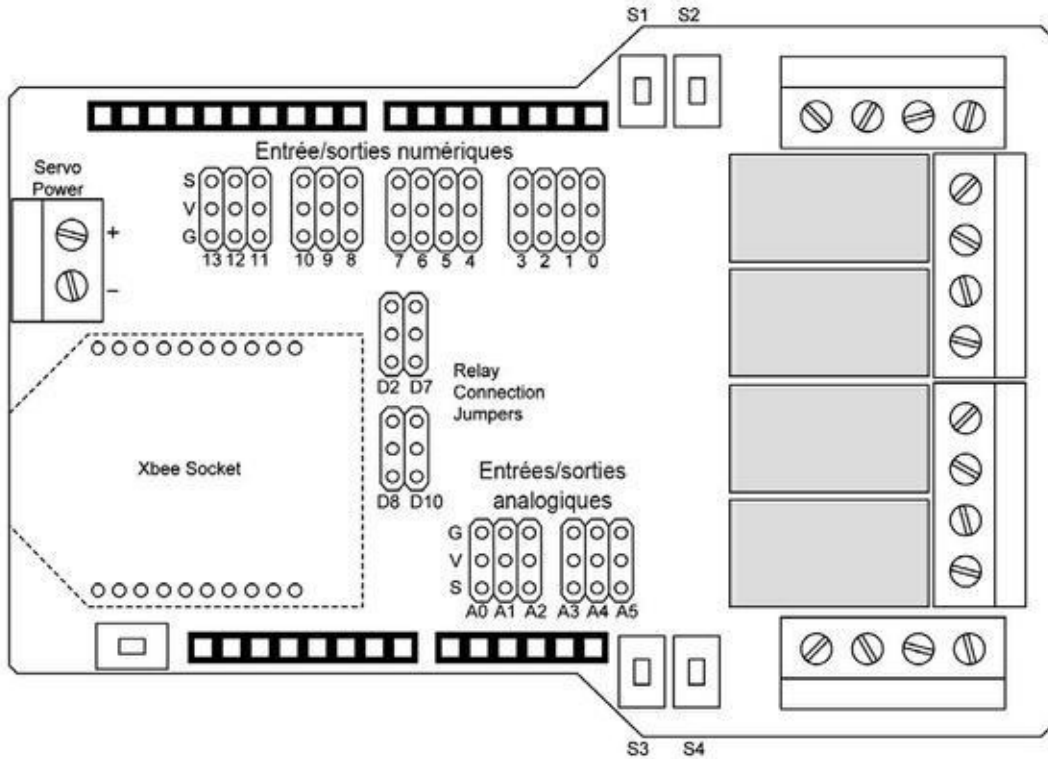 S1 S2
Entrée/sorties numériques
Servo
Power
S
V
G
+
–
13 12 11 10 9 8 7 6 5 4 3 2 1 0
D2 D7
Relay
Connection
Jumpers
Xbee Socket
D8 D10
Entrées/sorties
analogiques
G
V
S
A0 A1 A2 A3 A4 A5
S3 S4